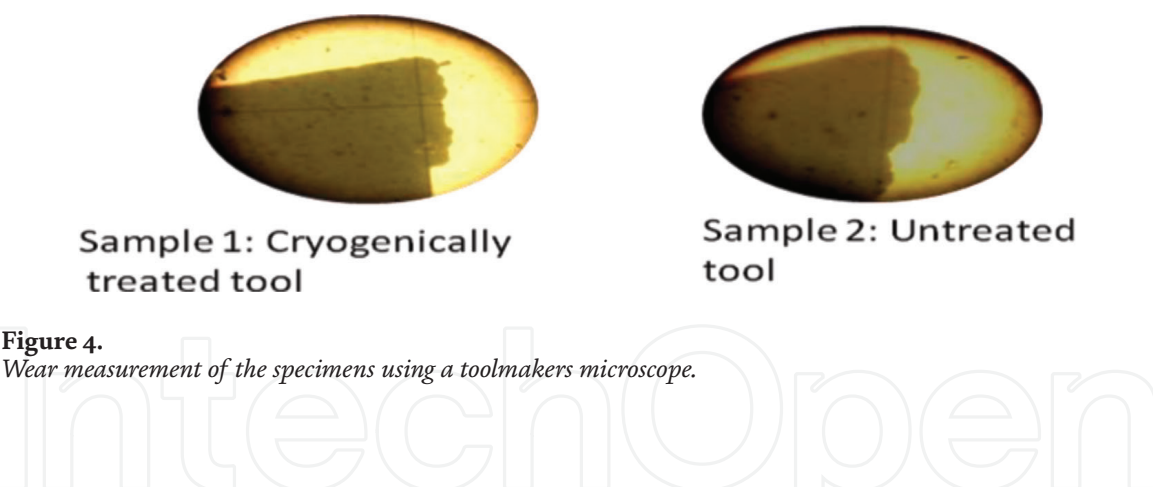 Sample 1: Cryogenically
treated tool
Sample 2: Untreated
tool
Figure 4.
Wear measurement of the specimens using a toolmakers microscope.
IntechOpen